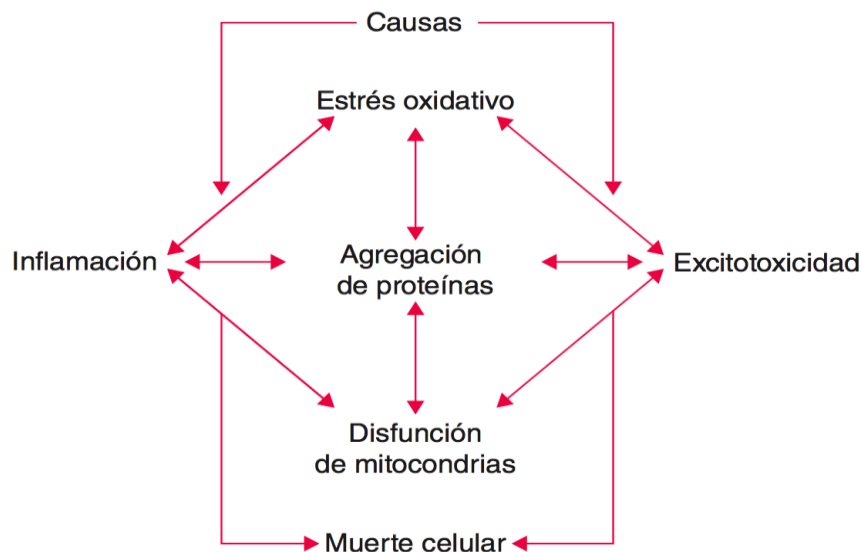 Causas
Estrés oxidativo
Inflamación
Agregación
de proteínas
Excitotoxicidad
Disfunción
de mitocondrias
Muerte celular